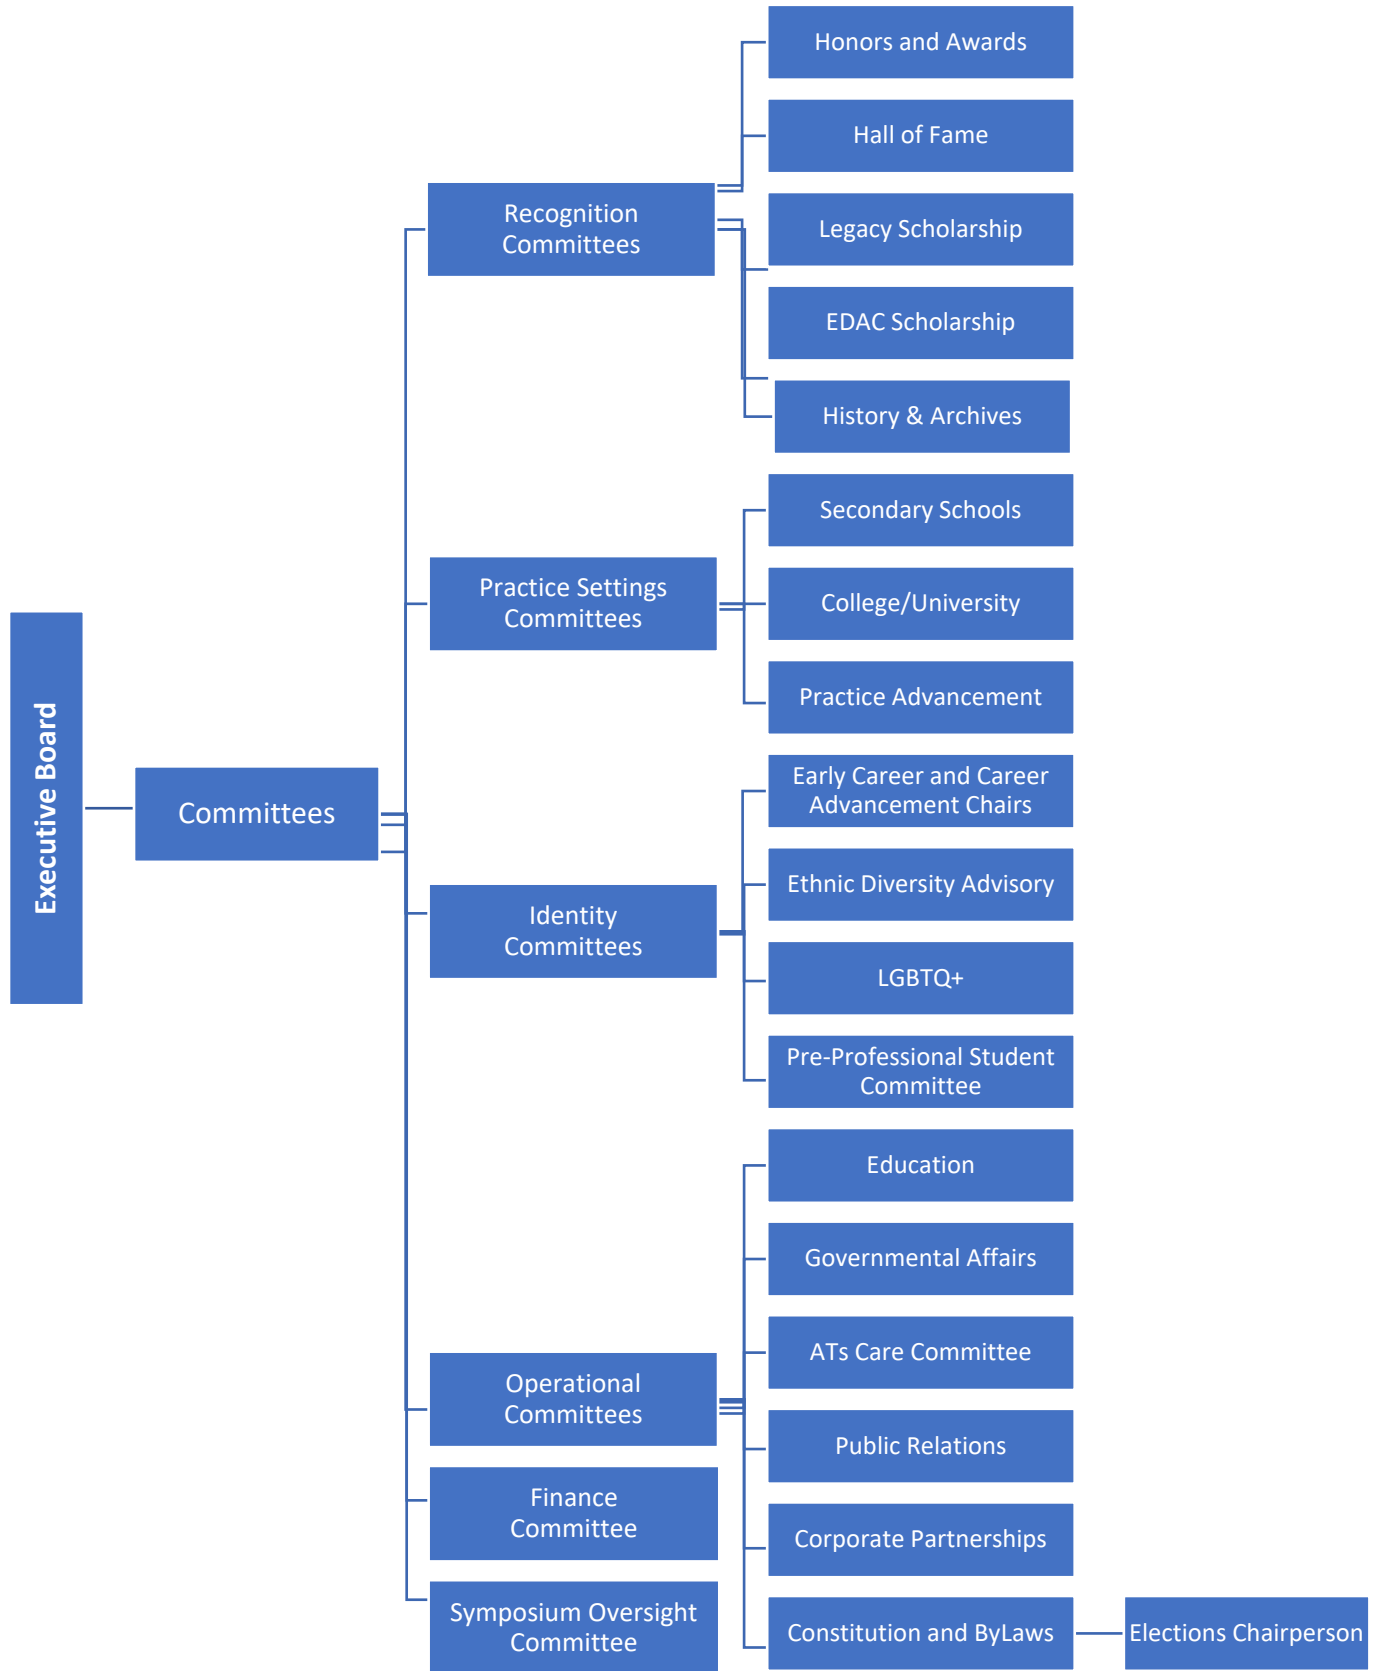 Executive Board
Committees
Recognition
Committees
Honors and Awards
Hall of Fame
Legacy Scholarship
EDAC Scholarship
History & Archives
Practice Settings
Committees
Secondary Schools
College/University
Practice Advancement
Identity
Committees
Early Career and Career
Advancement Chairs
Ethnic Diversity Advisory
LGBTQ+
Pre-Professional Student
Committee
Operational
Committees
Education
Governmental Affairs
ATs Care Committee
Public Relations
Corporate Partnerships
Constitution and ByLaws
Elections Chairperson
Finance
Committee
Symposium Oversight
Committee